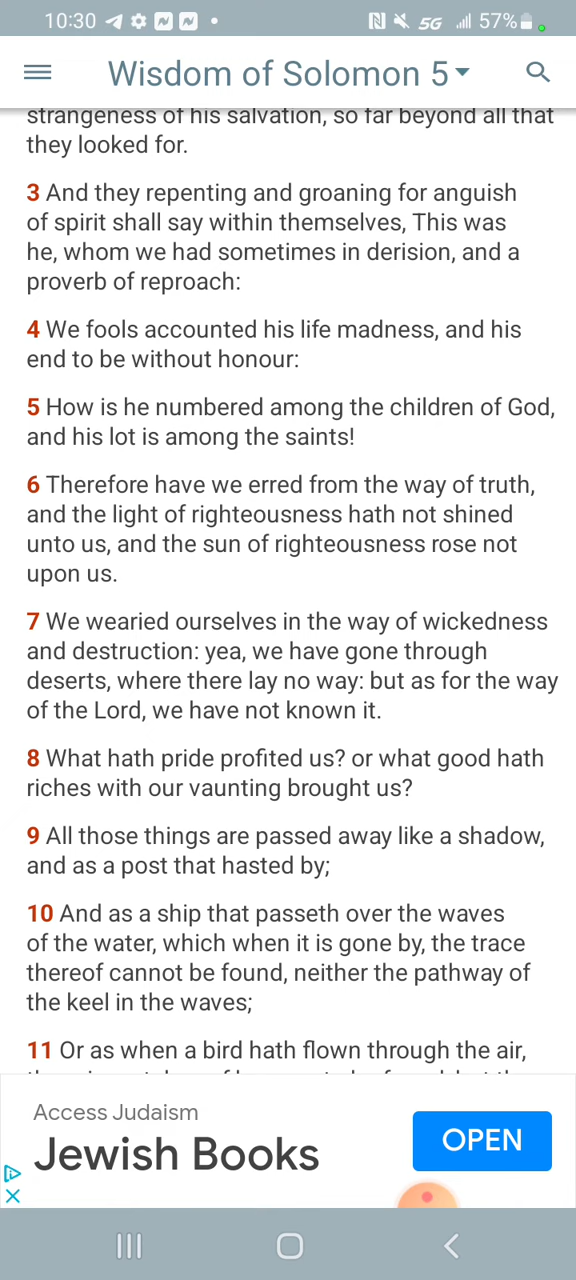 10:30
5G
57%
Wisdom of Solomon 5
strangeness of his salvation, so far beyond all that
they looked for.
3 And they repenting and groaning for anguish
of spirit shall say within themselves, This was
he, whom we had sometimes in derision, and a
proverb of reproach:
4 We fools accounted his life madness, and his
end to be without honour:
5 How is he numbered among the children of God,
and his lot is among the saints!
6 Therefore have we erred from the way of truth,
and the light of righteousness hath not shined
unto us, and the sun of righteousness rose not
upon us.
7 We wearied ourselves in the way of wickedness
and destruction: yea, we have gone through
deserts, where there lay no way: but as for the way
of the Lord, we have not known it.
8 What hath pride profited us? or what good hath
riches with our vaunting brought us?
9 All those things are passed away like a shadow,
and as a post that hasted by;
10 And as a ship that passeth over the waves
of the water, which when it is gone by, the trace
thereof cannot be found, neither the pathway of
the keel in the waves;
11 Or as when a bird hath flown through the air,
Access Judaism
Jewish Books
OPEN